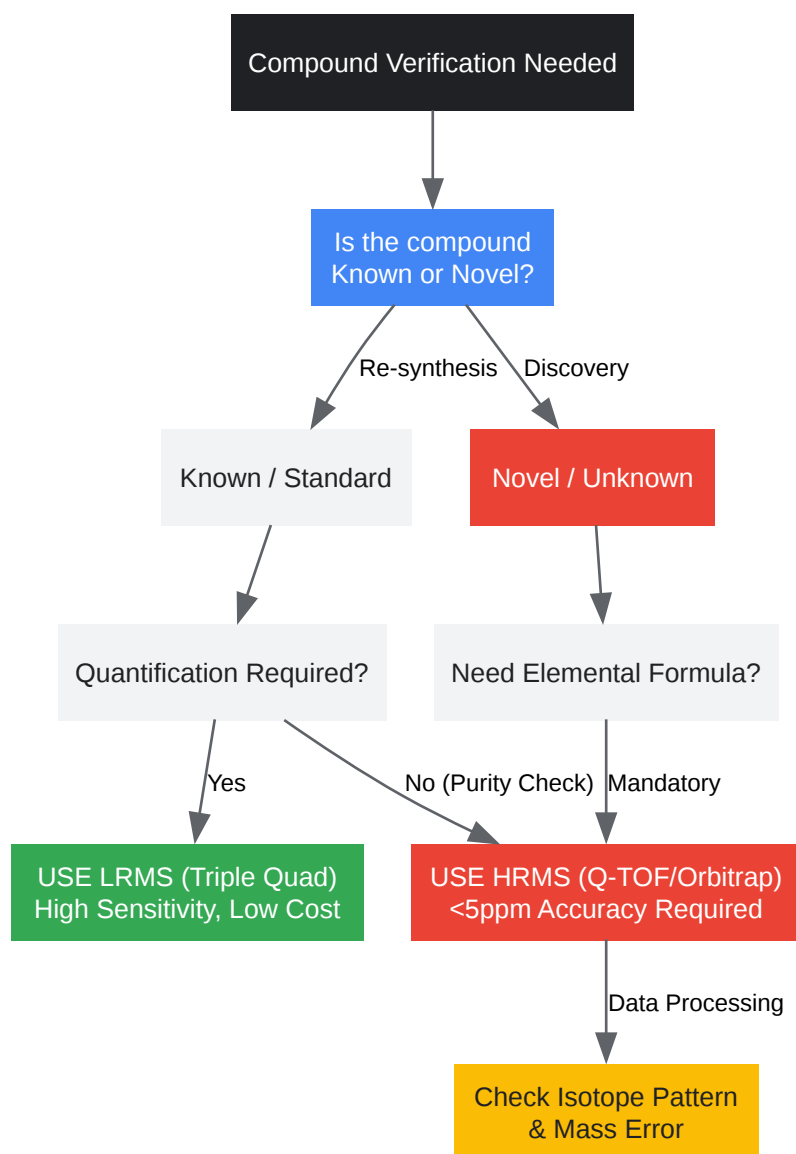 Compound Verification Needed
Is the compound
Known or Novel?
Re-synthesis
Discovery
Known / Standard
Novel / Unknown
Quantification Required?
Need Elemental Formula?
Yes
No (Purity Check)
Mandatory
USE LRMS (Triple Quad)
High Sensitivity, Low Cost
USE HRMS (Q-TOF/Orbitrap)
<5ppm Accuracy Required
Data Processing
Check Isotope Pattern
& Mass Error